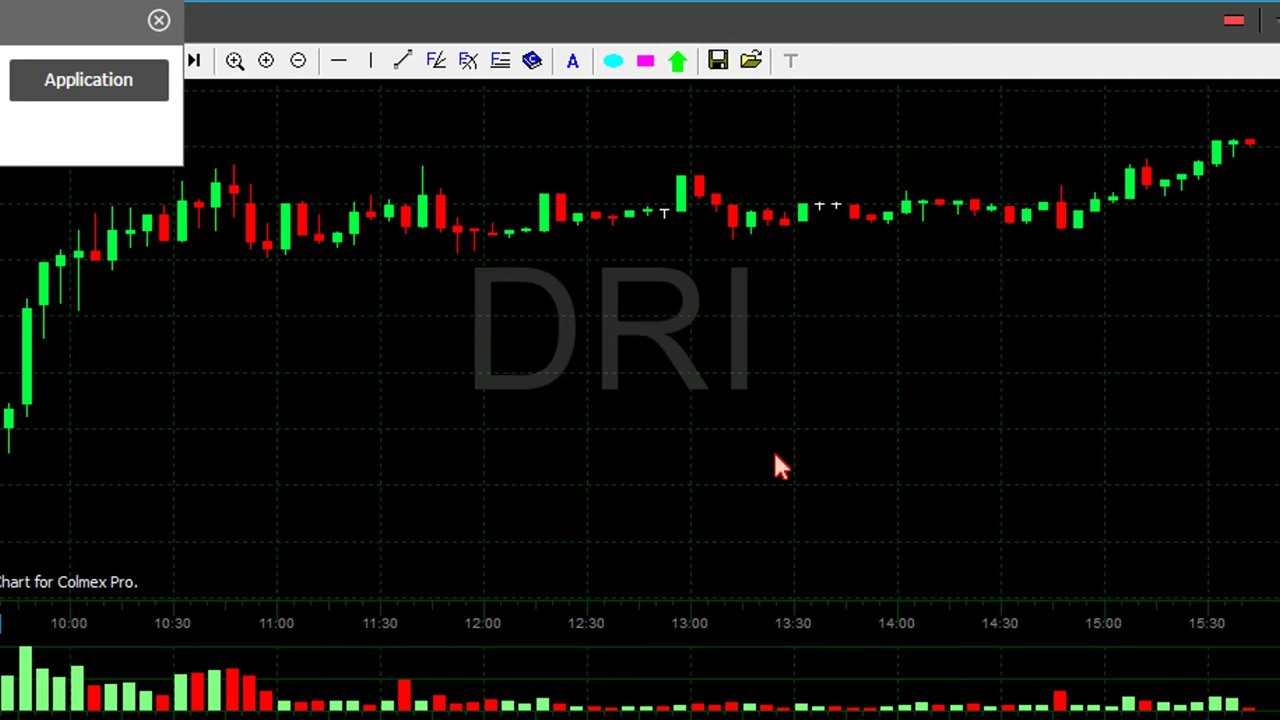 Application
A
T
DRI
Chart for Colmex Pro.
10:00 10:30 11:00 11:30 12:00 12:30 13:00 13:30 14:00 14:30 15:00 15:30